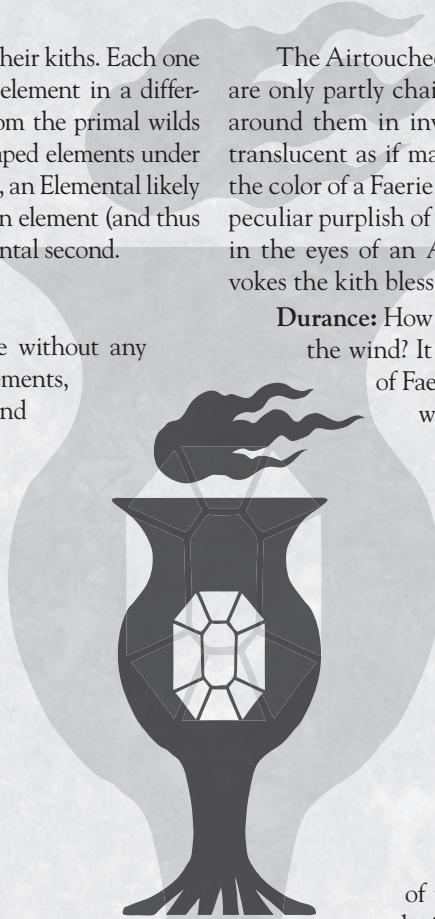 heir kiths. Each one
element in a differ-
om the primal wilds
aped elements under
, an Elemental likely
n element (and thus
ntal second.
e without any
ements,
nd
The Airtouched
are only partly chai
around them in inv
translucent as if ma
the color of a Faerie
peculiar purplish of
in the eyes of an A
vokes the kith bless
Durance: How
the wind? It
of Fae
w
of